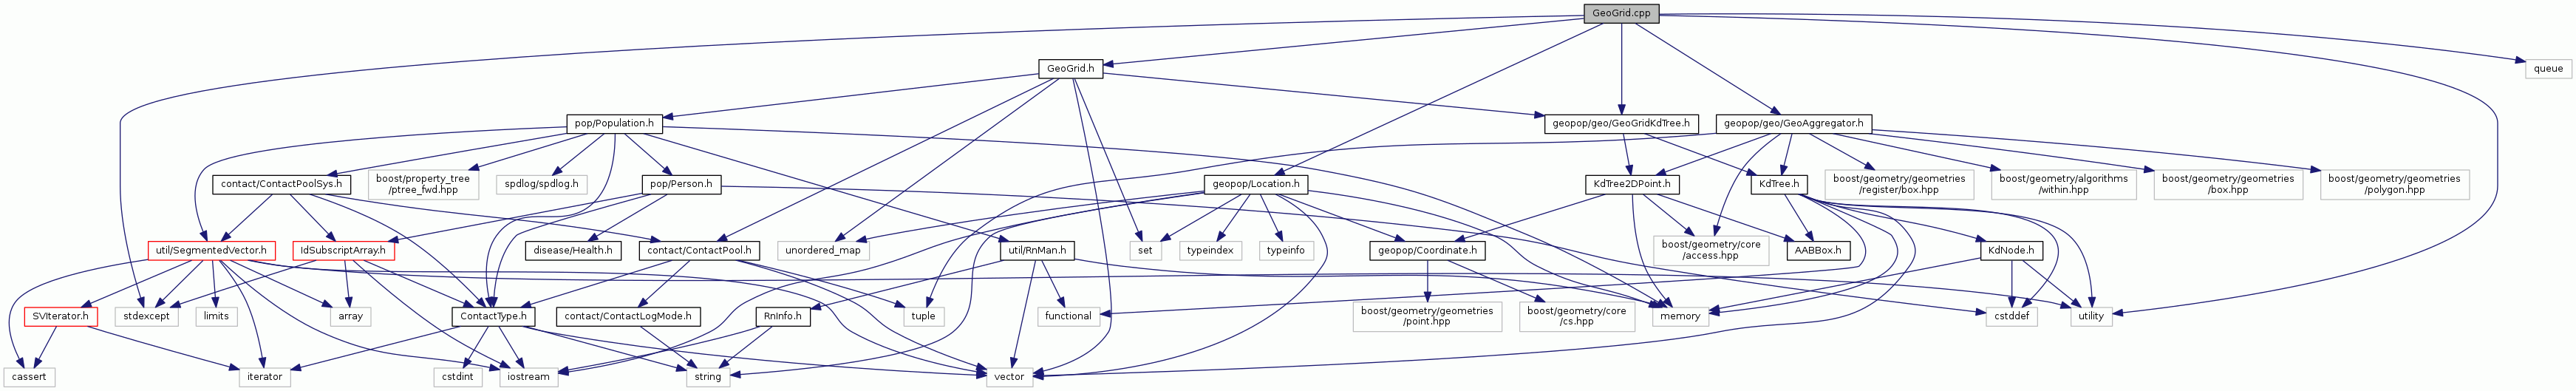 GeoGrid.cpp
GeoGrid.h
queue
pop/Population.h
geopop/geo/GeoGridKdTree.h
geopop/geo/GeoAggregator.h
contact/ContactPoolSys.h
boost/property_tree
/ptree_fwd.hpp
spdlog/spdlog.h
pop/Person.h
geopop/Location.h
KdTree2DPoint.h
KdTree.h
boost/geometry/geometries
/register/box.hpp
boost/geometry/algorithms
/within.hpp
boost/geometry/geometries
/box.hpp
boost/geometry/geometries
/polygon.hpp
util/SegmentedVector.h
IdSubscriptArray.h
disease/Health.h
contact/ContactPool.h
unordered_map
util/RnMan.h
set
typeindex
typeinfo
geopop/Coordinate.h
boost/geometry/core
/access.hpp
AABBox.h
KdNode.h
SVIterator.h
stdexcept
limits
array
ContactType.h
contact/ContactLogMode.h
RnInfo.h
tuple
functional
boost/geometry/geometries
/point.hpp
boost/geometry/core
/cs.hpp
memory
cstddef
utility
cassert
iterator
cstdint
iostream
string
vector